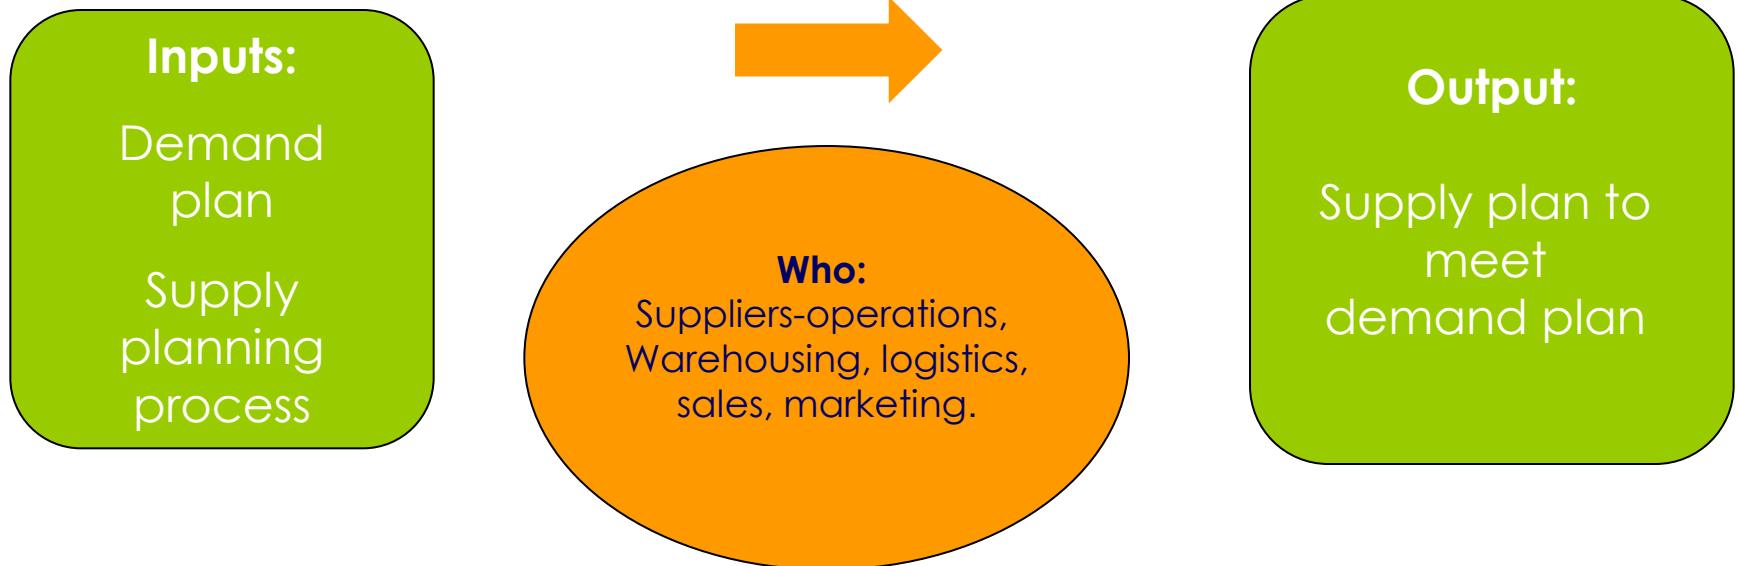 Inputs:
Demand
plan
Supply
planning
process
Who:
Suppliers-operations,
Warehousing, logistics,
sales, marketing.
Output:
Supply plan to
meet
demand plan